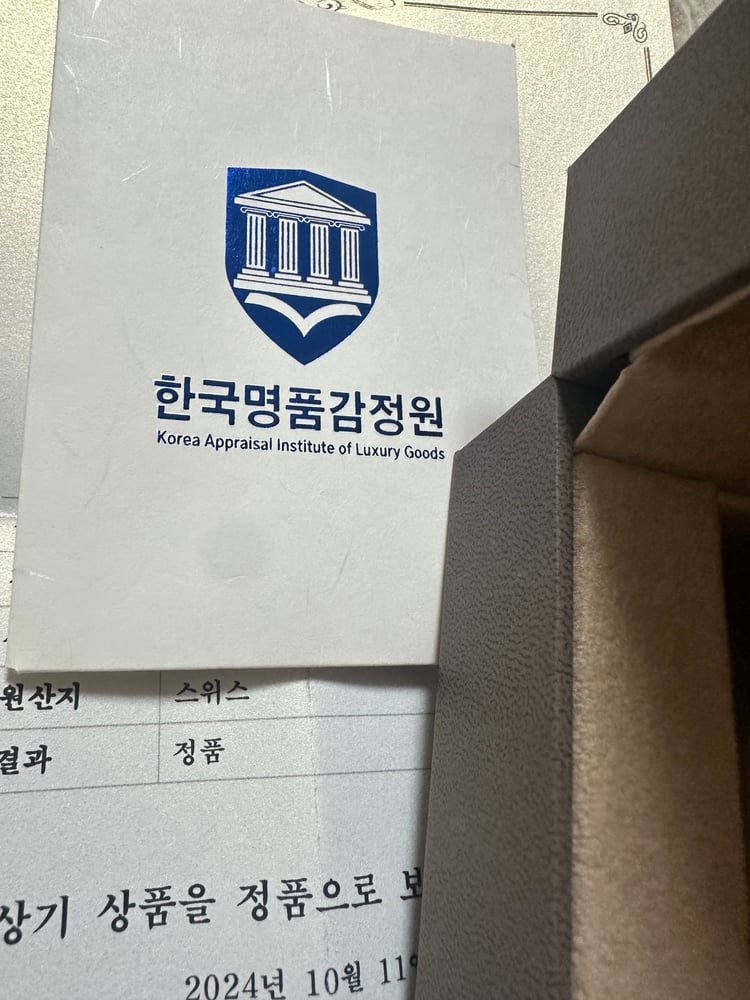 한국명품감정원
Korea Appraisal Institute of Luxury Goods
원산지 스위스
결과 정품
상기 상품을 정품으로
2024년 10월 11